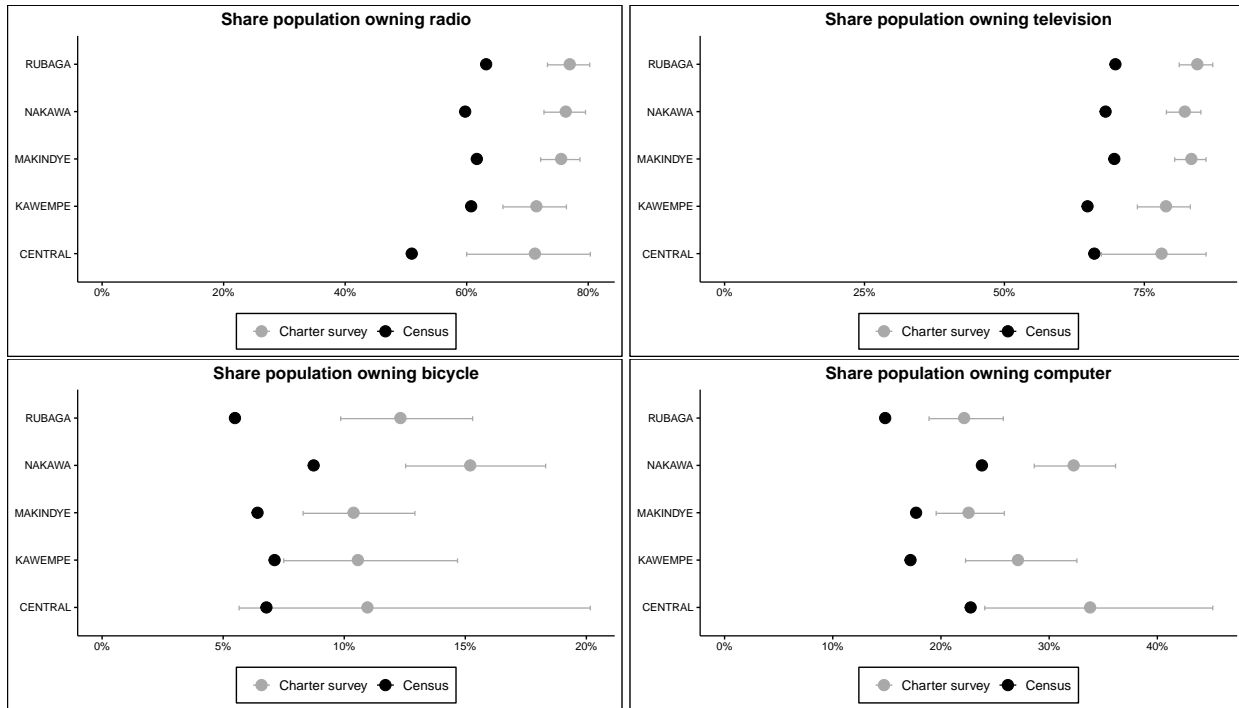 Share population owning radio
RUBAGA
NAKAWA
MAKINDYE
KAWEMPE
CENTRAL
0% 20% 40% 60% 80%
Charter survey Census
Share population owning television
RUBAGA
NAKAWA
MAKINDYE
KAWEMPE
CENTRAL
0% 25% 50% 75%
Charter survey Census
Share population owning bicycle
RUBAGA
NAKAWA
MAKINDYE
KAWEMPE
CENTRAL
0% 5% 10% 15% 20%
Charter survey Census
Share population owning computer
RUBAGA
NAKAWA
MAKINDYE
KAWEMPE
CENTRAL
0% 10% 20% 30% 40%
Charter survey Census